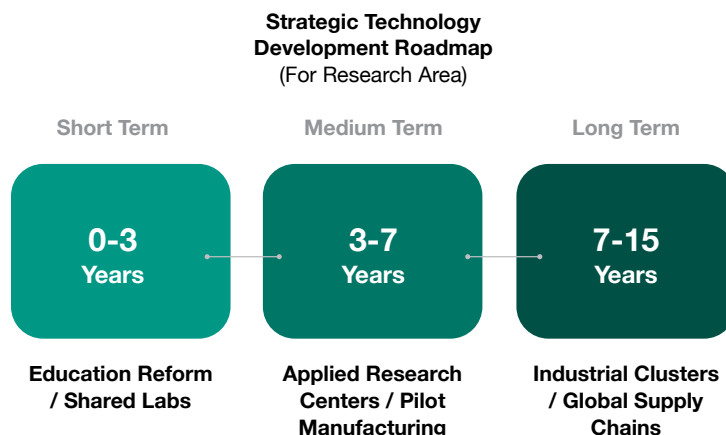 Strategic Technology
Development Roadmap
(For Research Area)
Short Term
Medium Term
Long Term
0-3
Years
3-7
Years
7-15
Years
Education Reform
/ Shared Labs
Applied Research
Centers / Pilot
Manufacturing
Industrial Clusters
/ Global Supply
Chains